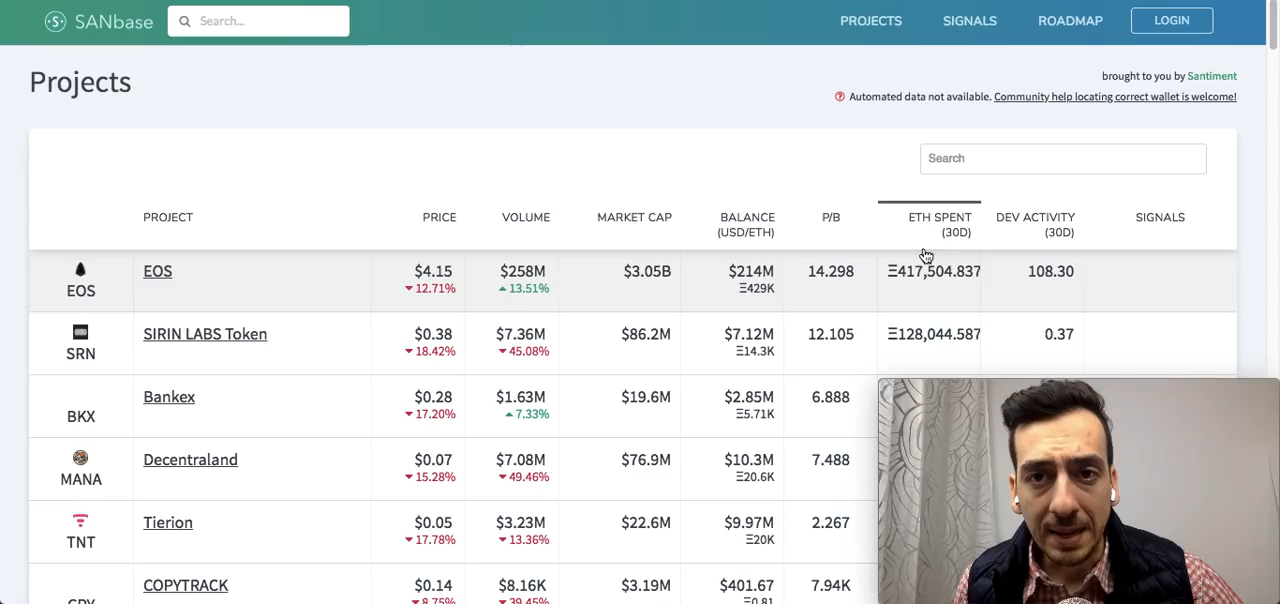 SANbase
Search...
PROJECTS
SIGNALS
ROADMAP
LOGIN
Projects
brought to you by Santiment
Automated data not available. Community help locating correct wallet is welcome!
Search
PROJECT PRICE VOLUME MARKET CAP BALANCE (USD/ETH) P/B ETH SPENT (30D) DEV ACTIVITY (30D) SIGNALS
EOS EOS $4.15 $258M $3.05B $214M 14.298 Ξ417,504.837 108.30
12.71% 13.51% Ξ429K
SRN SIRIN LABS Token $0.38 $7.36M $86.2M $7.12M 12.105 Ξ128,044.587 0.37
18.42% 45.08% Ξ14.3K
BKX Bankex $0.28 $1.63M $19.6M $2.85M 6.888
17.20% 7.33% Ξ5.71K
MANA Decentraland $0.07 $7.08M $76.9M $10.3M 7.488
15.28% 49.46% Ξ20.6K
TNT Tierion $0.05 $3.23M $22.6M $9.97M 2.267
17.78% 13.36% Ξ20K
COPYTRACK $0.14 $8.16K $3.19M $401.67 7.94K
8.75% 39.45% Ξ0.81